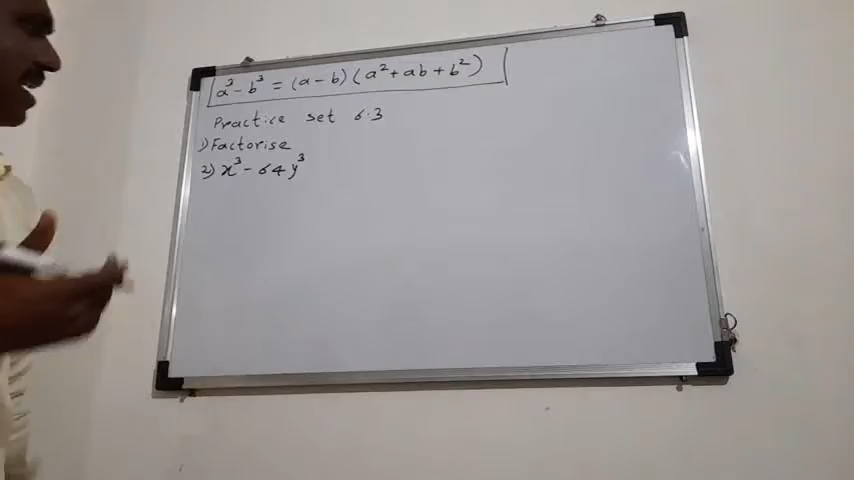 a³-b³ = (a-b) (a²+ab+b²)
Practice set 6.3
1) Factorise
2) x³ - 64y³